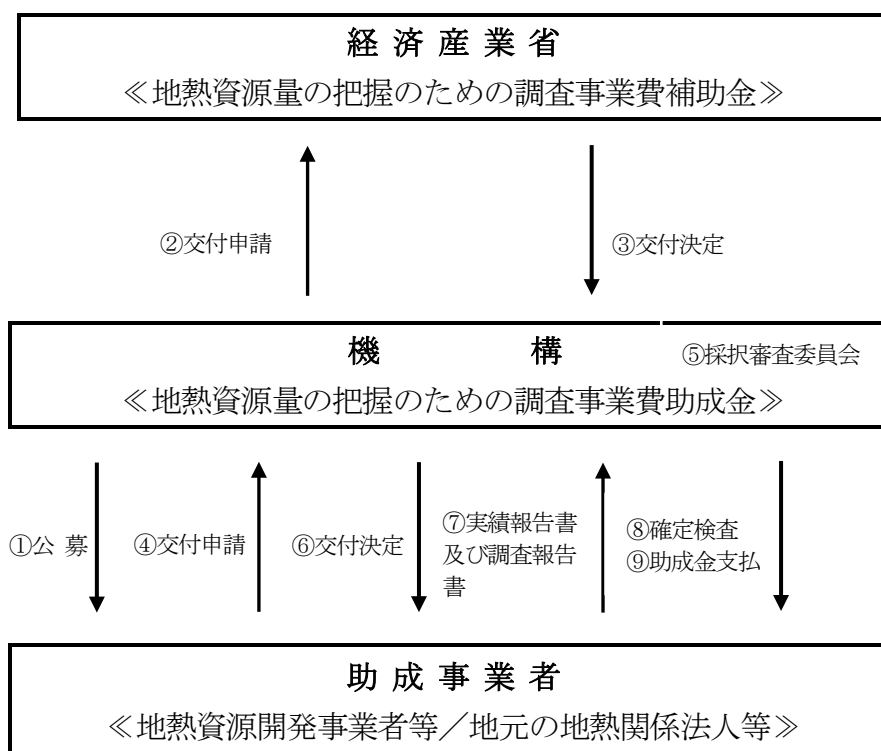 経 済 産 業 省
≪地熱資源量の把握のための調査事業費補助金≫
②交付申請
③交付決定
機 構
⑤採択審査委員会
≪地熱資源量の把握のための調査事業費助成金≫
①公 募
④交付申請
⑥交付決定
⑦実績報告書
及び調査報告
書
⑧確定検査
⑨助成金支払
助 成 事 業 者
≪地熱資源開発事業者等／地元の地熱関係法人等≫